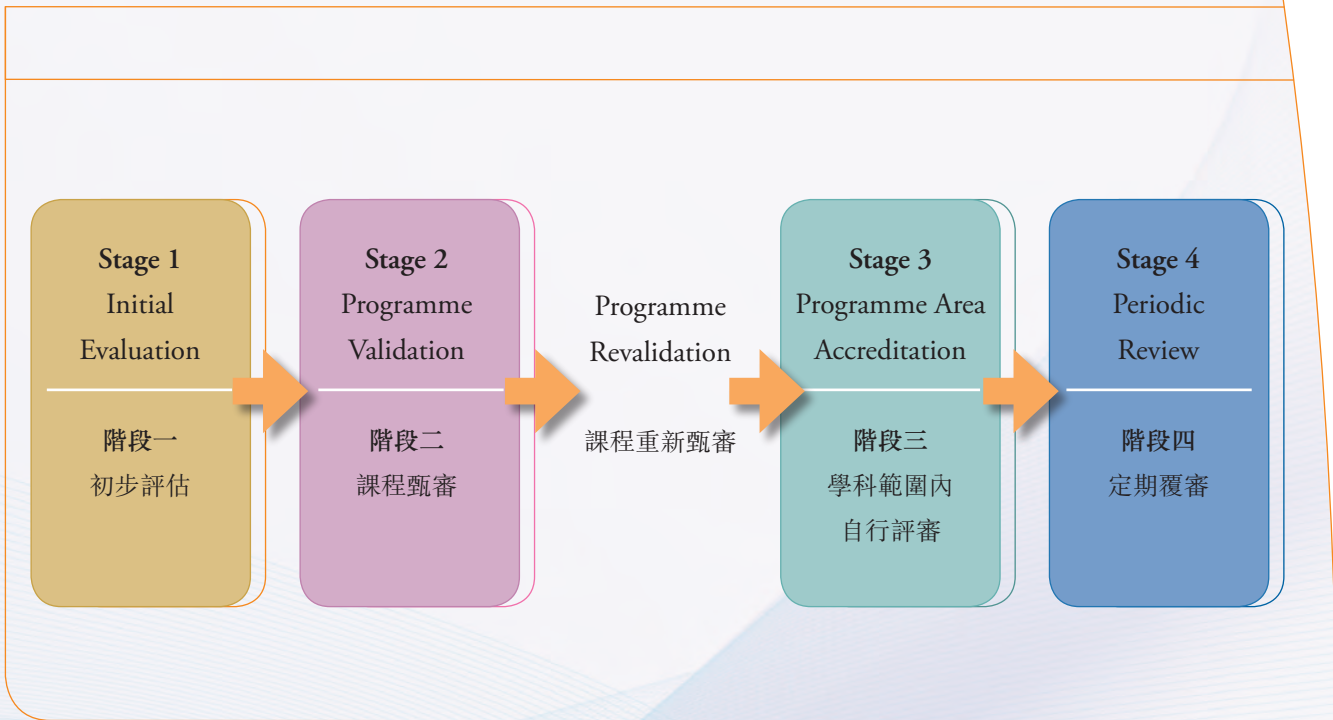 Stage 1
Initial
Evaluation
階段一
初步評估
Stage 2
Programme
Validation
階段二
課程甄審
Programme
Revalidation
課程重新甄審
Stage 3
Programme Area
Accreditation
階段三
學科範圍內
自行評審
Stage 4
Periodic
Review
階段四
定期覆審